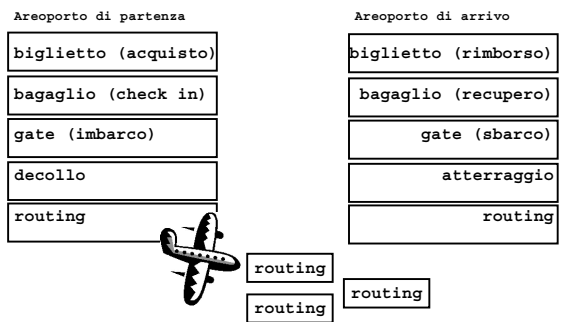 Areoporto di partenza
biglietto (acquisto)
bagaglio (check in)
gate (imbarco)
decollo
routing
Areoporto di arrivo
biglietto (rimborso)
bagaglio (recupero)
gate (sbarco)
atterraggio
routing
routing
routing
routing